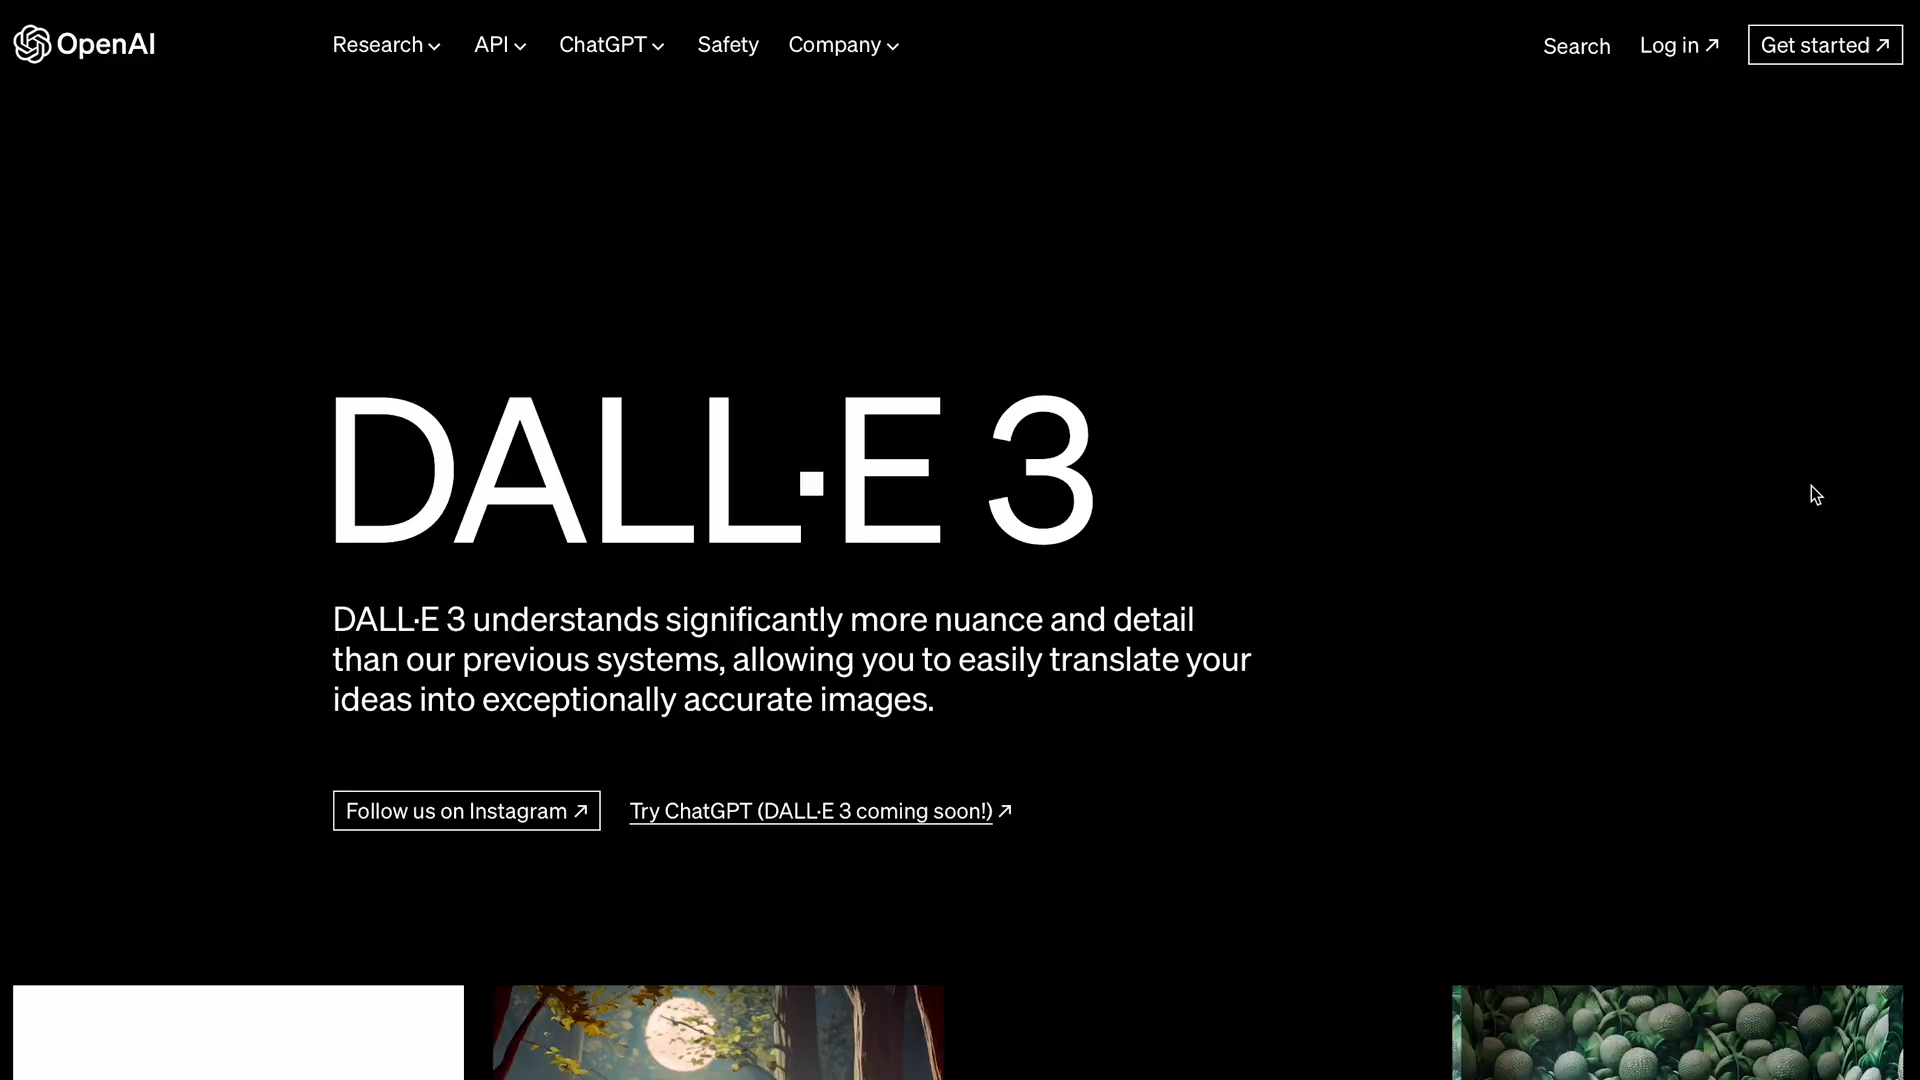 OpenAI
Research
API
ChatGPT
Safety
Company
Search
Log in
Get started
DALL·E 3
DALL·E 3 understands significantly more nuance and detail
than our previous systems, allowing you to easily translate your
ideas into exceptionally accurate images.
Follow us on Instagram
Try ChatGPT (DALL·E 3 coming soon!)